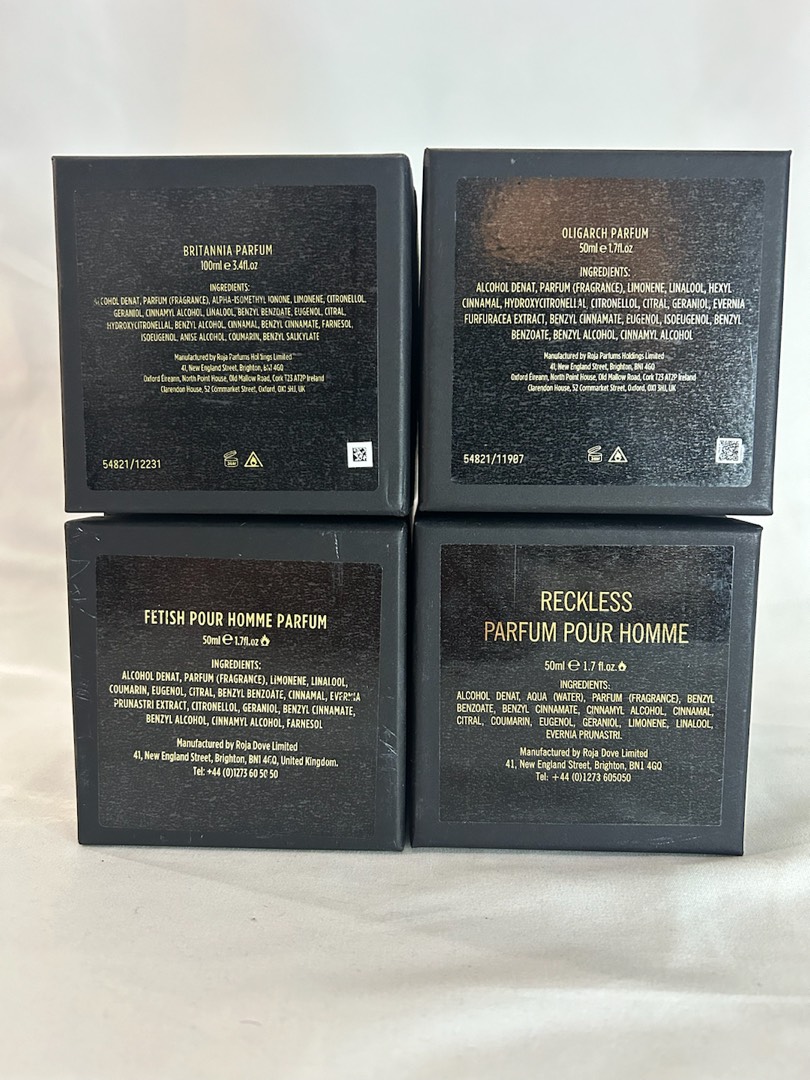 BRITANNIA PARFUM
100ml e 3.4fl.oz
INGREDIENTS:
ALCOHOL DENAT, PARFUM (FRAGRANCE), ALPHA-ISOMETHYL IONONE, LIMONENE, CITRONELLOL,
GERANIOL, CINNAMYL ALCOHOL, LINALOOL, BENZYL BENZOATE, EUGENOL, CITRAL,
HYDROXYCITRONELLAL, BENZYL ALCOHOL, CINNAMAL, BENZYL CINNAMATE, FARNESOL,
ISOEUGENOL, ANISE ALCOHOL, COUMARIN, BENZYL SALICYLATE
Manufactured by Roja Parfums Holdings Limited
41, New England Street, Brighton, BN1 4GQ
Oxford Éireann, North Point House, Old Mallow Road, Cork T23 AT2P Ireland
Clarendon House, 52 Cornmarket Street, Oxford, OX1 3HJ, UK
54821/12231
OLIGARCH PARFUM
50ml e 1.7fl.oz
INGREDIENTS:
ALCOHOL DENAT, PARFUM (FRAGRANCE), LIMONENE, LINALOOL, HEXYL
CINNAMAL, HYDROXYCITRONELLAL, CITRONELLOL, CITRAL, GERANIOL, EVERNIA
FURFURACEA EXTRACT, BENZYL CINNAMATE, EUGENOL, ISOEUGENOL, BENZYL
BENZOATE, BENZYL ALCOHOL, CINNAMYL ALCOHOL
Manufactured by Roja Parfums Holdings Limited
41, New England Street, Brighton, BN1 4GQ
Oxford Éireann, North Point House, Old Mallow Road, Cork T23 AT2P Ireland
Clarendon House, 52 Cornmarket Street, Oxford, OX1 3HJ, UK
54821/11907
FETISH POUR HOMME PARFUM
50ml e 1.7fl.oz
INGREDIENTS:
ALCOHOL DENAT, PARFUM (FRAGRANCE), LIMONENE, LINALOOL,
COUMARIN, EUGENOL, CITRAL, BENZYL BENZOATE, CINNAMAL, EVERNIA
PRUNASTRI EXTRACT, CITRONELLOL, GERANIOL, BENZYL CINNAMATE,
BENZYL ALCOHOL, CINNAMYL ALCOHOL, FARNESOL
Manufactured by Roja Dove Limited
41, New England Street, Brighton, BN1 4GQ, United Kingdom.
Tel: +44 (0)1273 60 50 50
RECKLESS
PARFUM POUR HOMME
50ml e 1.7 fl.oz.
INGREDIENTS:
ALCOHOL DENAT, AQUA (WATER), PARFUM (FRAGRANCE), BENZYL
BENZOATE, BENZYL CINNAMATE, CINNAMYL ALCOHOL, CINNAMAL,
CITRAL, COUMARIN, EUGENOL, GERANIOL, LIMONENE, LINALOOL,
EVERNIA PRUNASTRI.
Manufactured by Roja Dove Limited
41, New England Street, Brighton, BN1 4GQ
Tel: +44 (0)1273 605050